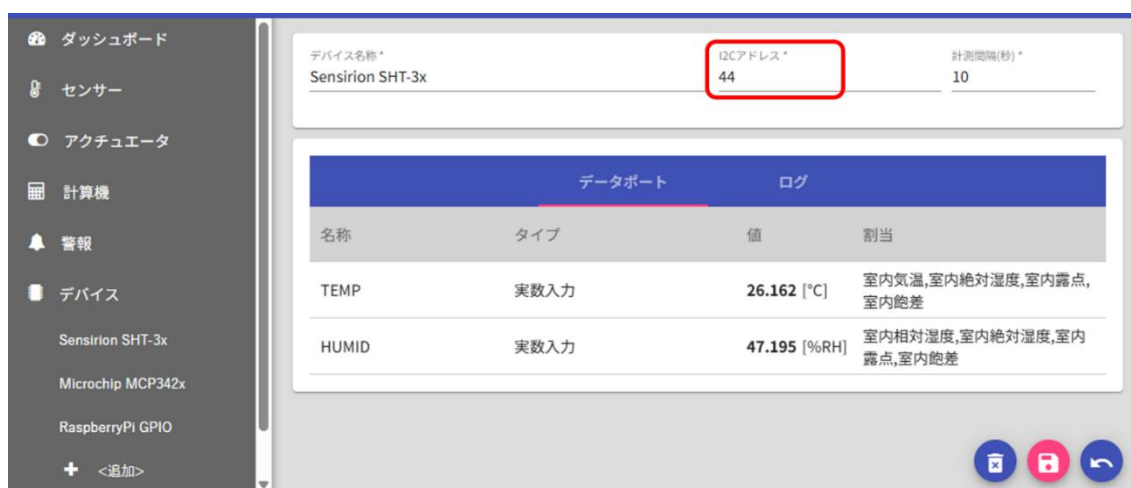 ダッシュボード
センサー
アクチュエータ
計算機
警報
デバイス
Sensirion SHT-3x
Microchip MCP342x
RaspberryPi GPIO
<追加>
デバイス名称*
Sensirion SHT-3x
I2Cアドレス*
44
計測間隔(秒)*
10
データポート ログ
名称 タイプ 値 割当
TEMP 実数入力 26.162 [°C] 室内気温,室内絶対湿度,室内露点,
室内飽差
HUMID 実数入力 47.195 [%RH] 室内相対湿度,室内絶対湿度,室内
露点,室内飽差